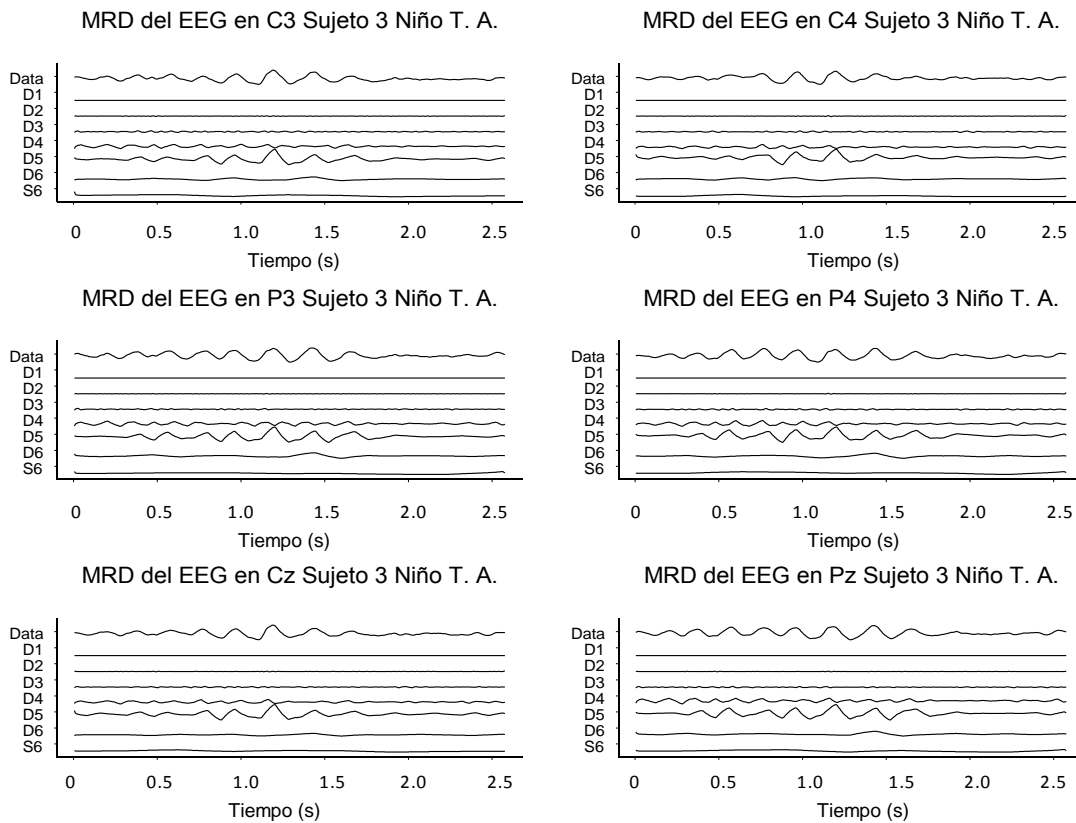 MRD del EEG en C3 Sujeto 3 Niño T. A.
Data
D1
D2
D3
D4
D5
D6
S6
0 0.5 1.0 1.5 2.0 2.5
Tiempo (s)
MRD del EEG en C4 Sujeto 3 Niño T. A.
Data
D1
D2
D3
D4
D5
D6
S6
0 0.5 1.0 1.5 2.0 2.5
Tiempo (s)
MRD del EEG en P3 Sujeto 3 Niño T. A.
Data
D1
D2
D3
D4
D5
D6
S6
0 0.5 1.0 1.5 2.0 2.5
Tiempo (s)
MRD del EEG en P4 Sujeto 3 Niño T. A.
Data
D1
D2
D3
D4
D5
D6
S6
0 0.5 1.0 1.5 2.0 2.5
Tiempo (s)
MRD del EEG en Cz Sujeto 3 Niño T. A.
Data
D1
D2
D3
D4
D5
D6
S6
0 0.5 1.0 1.5 2.0 2.5
Tiempo (s)
MRD del EEG en Pz Sujeto 3 Niño T. A.
Data
D1
D2
D3
D4
D5
D6
S6
0 0.5 1.0 1.5 2.0 2.5
Tiempo (s)